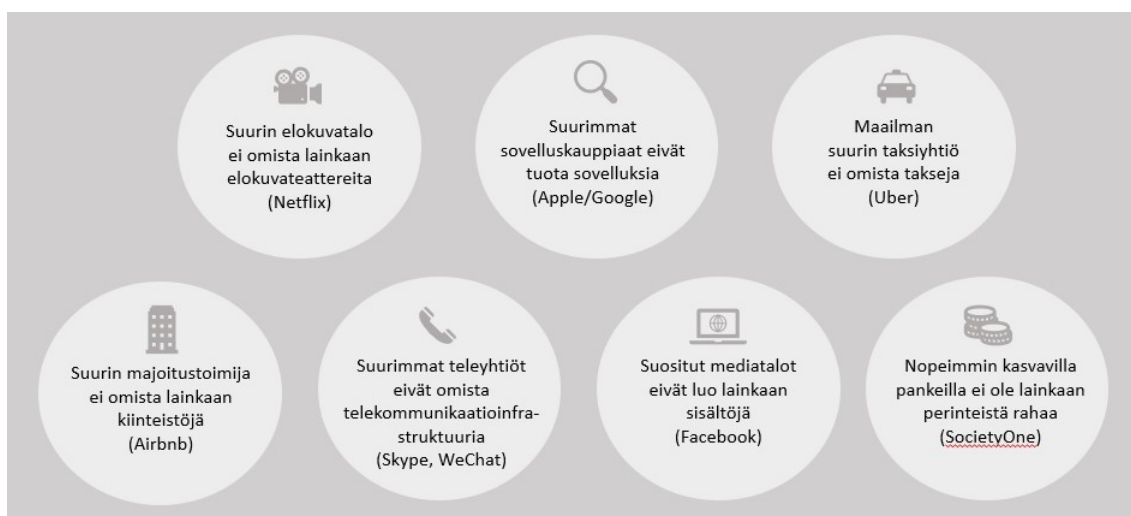 Suurin elokuvatalo
ei omista lainkaan
elokuvateattereita
(Netflix)
Suurimmat
sovelluskauppiaat eivät
tuota sovelluksia
(Apple/Google)
Maailman
suurin taksiyhtiö
ei omista takseja
(Uber)
Suurin majoitustoimija
ei omista lainkaan
kiinteistöjä
(Airbnb)
Suurimmat teleyhtiöt
eivät omista
telekommunikaatioinfra-
struktuuria
(Skype, WeChat)
Suositut mediatalot
eivät luo lainkaan
sisältöjä
(Facebook)
Nopeimmin kasvavilla
pankeilla ei ole lainkaan
perinteistä rahaa
(SocietyOne)